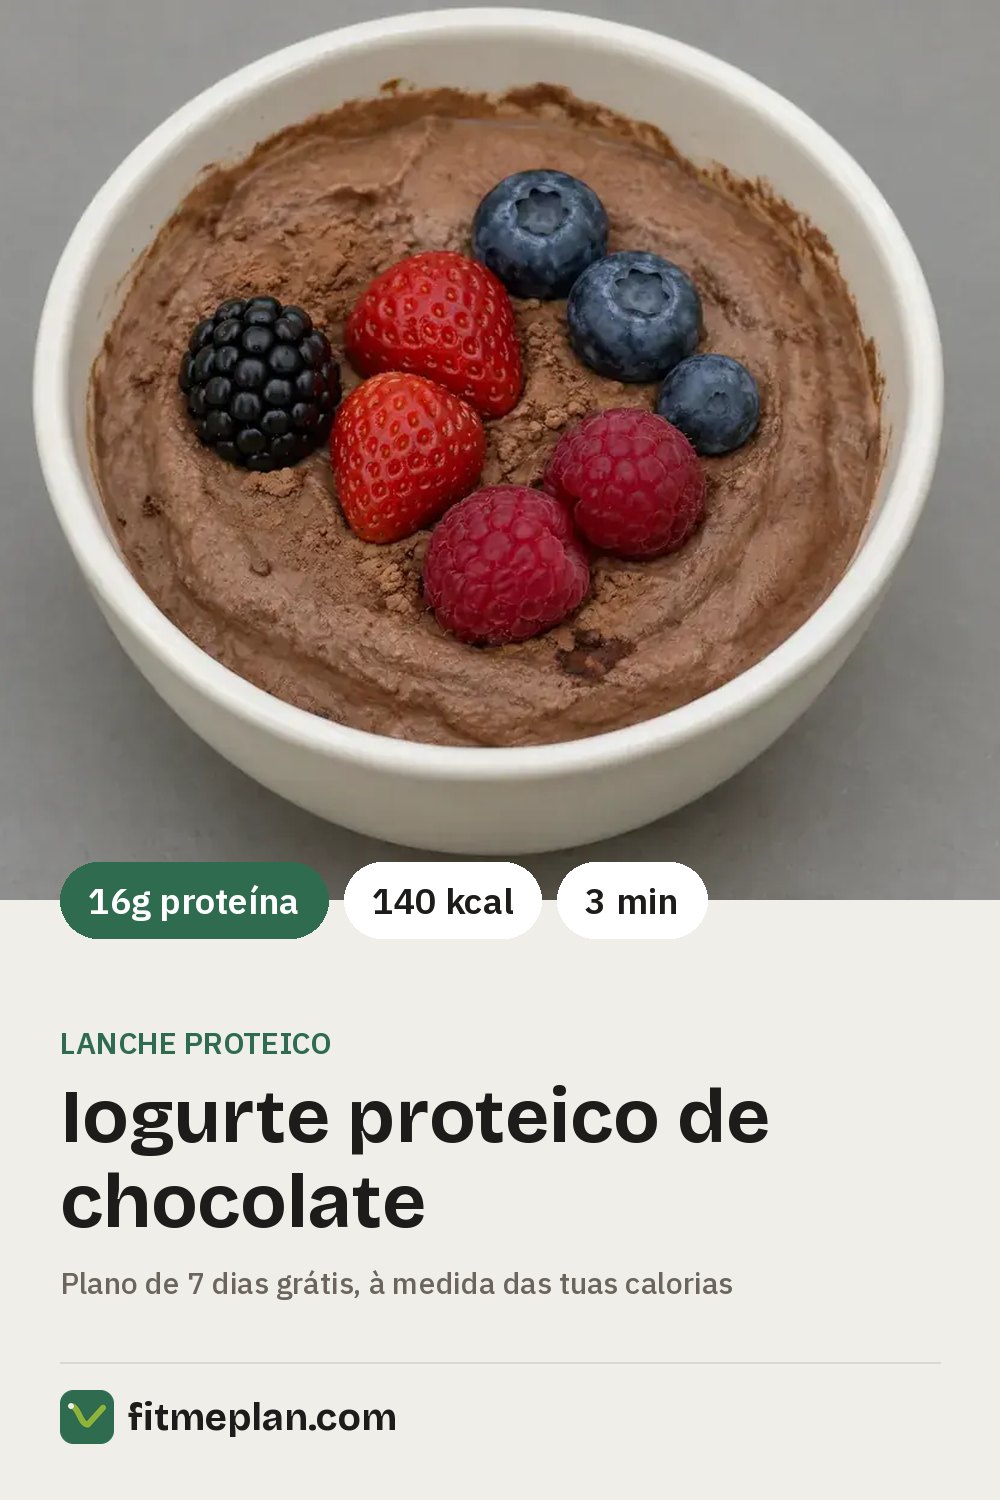 16g proteína
140 kcal
3 min
LANCHE PROTEICO
Iogurte proteico de
chocolate
Plano de 7 dias grátis, à medida das tuas calorias
fitmeplan.com